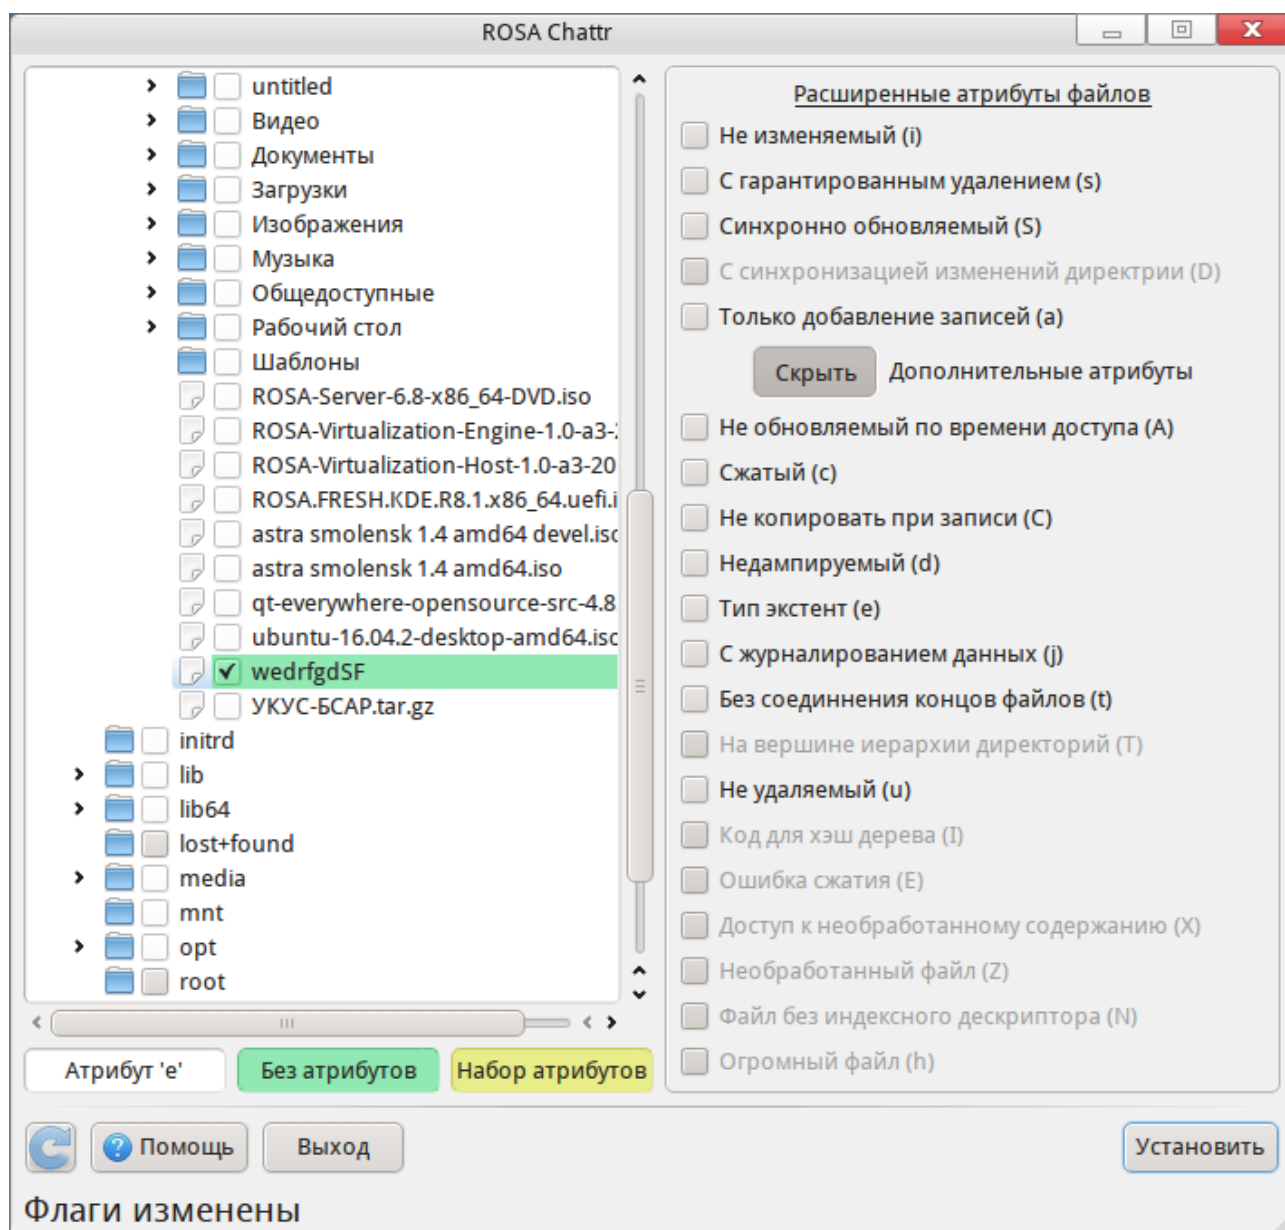 ROSA Chattr
untitled
Видео
Документы
Загрузки
Изображения
Музыка
Общедоступные
Рабочий стол
Шаблоны
ROSA-Server-6.8-x86_64-DVD.iso
ROSA-Virtualization-Engine-1.0-a3-
ROSA-Virtualization-Host-1.0-a3-20
ROSA.FRESH.KDE.R8.1.x86_64.uefi.i
astra smolensk 1.4 amd64 devel.iso
astra smolensk 1.4 amd64.iso
qt-everywhere-opensource-src-4.8
ubuntu-16.04.2-desktop-amd64.iso
wedrfgdSF
УКУС-БСАР.tar.gz
initrd
lib
lib64
lost+found
media
mnt
opt
root
Атрибут 'e'
Без атрибутов
Набор атрибутов
Расширенные атрибуты файлов
Не изменяемый (i)
С гарантированным удалением (s)
Синхронно обновляемый (S)
С синхронизацией изменений директрии (D)
Только добавление записей (a)
Скрыть Дополнительные атрибуты
Не обновляемый по времени доступа (A)
Сжатый (c)
Не копировать при записи (C)
Недампируемый (d)
Тип экстент (e)
С журналированием данных (j)
Без соединнения концов файлов (t)
На вершине иерархии директорий (T)
Не удаляемый (u)
Код для хэш дерева (I)
Ошибка сжатия (E)
Доступ к необработанному содержанию (X)
Необработанный файл (Z)
Файл без индексного дескриптора (N)
Огромный файл (h)
Помощь
Выход
Установить
Флаги изменены